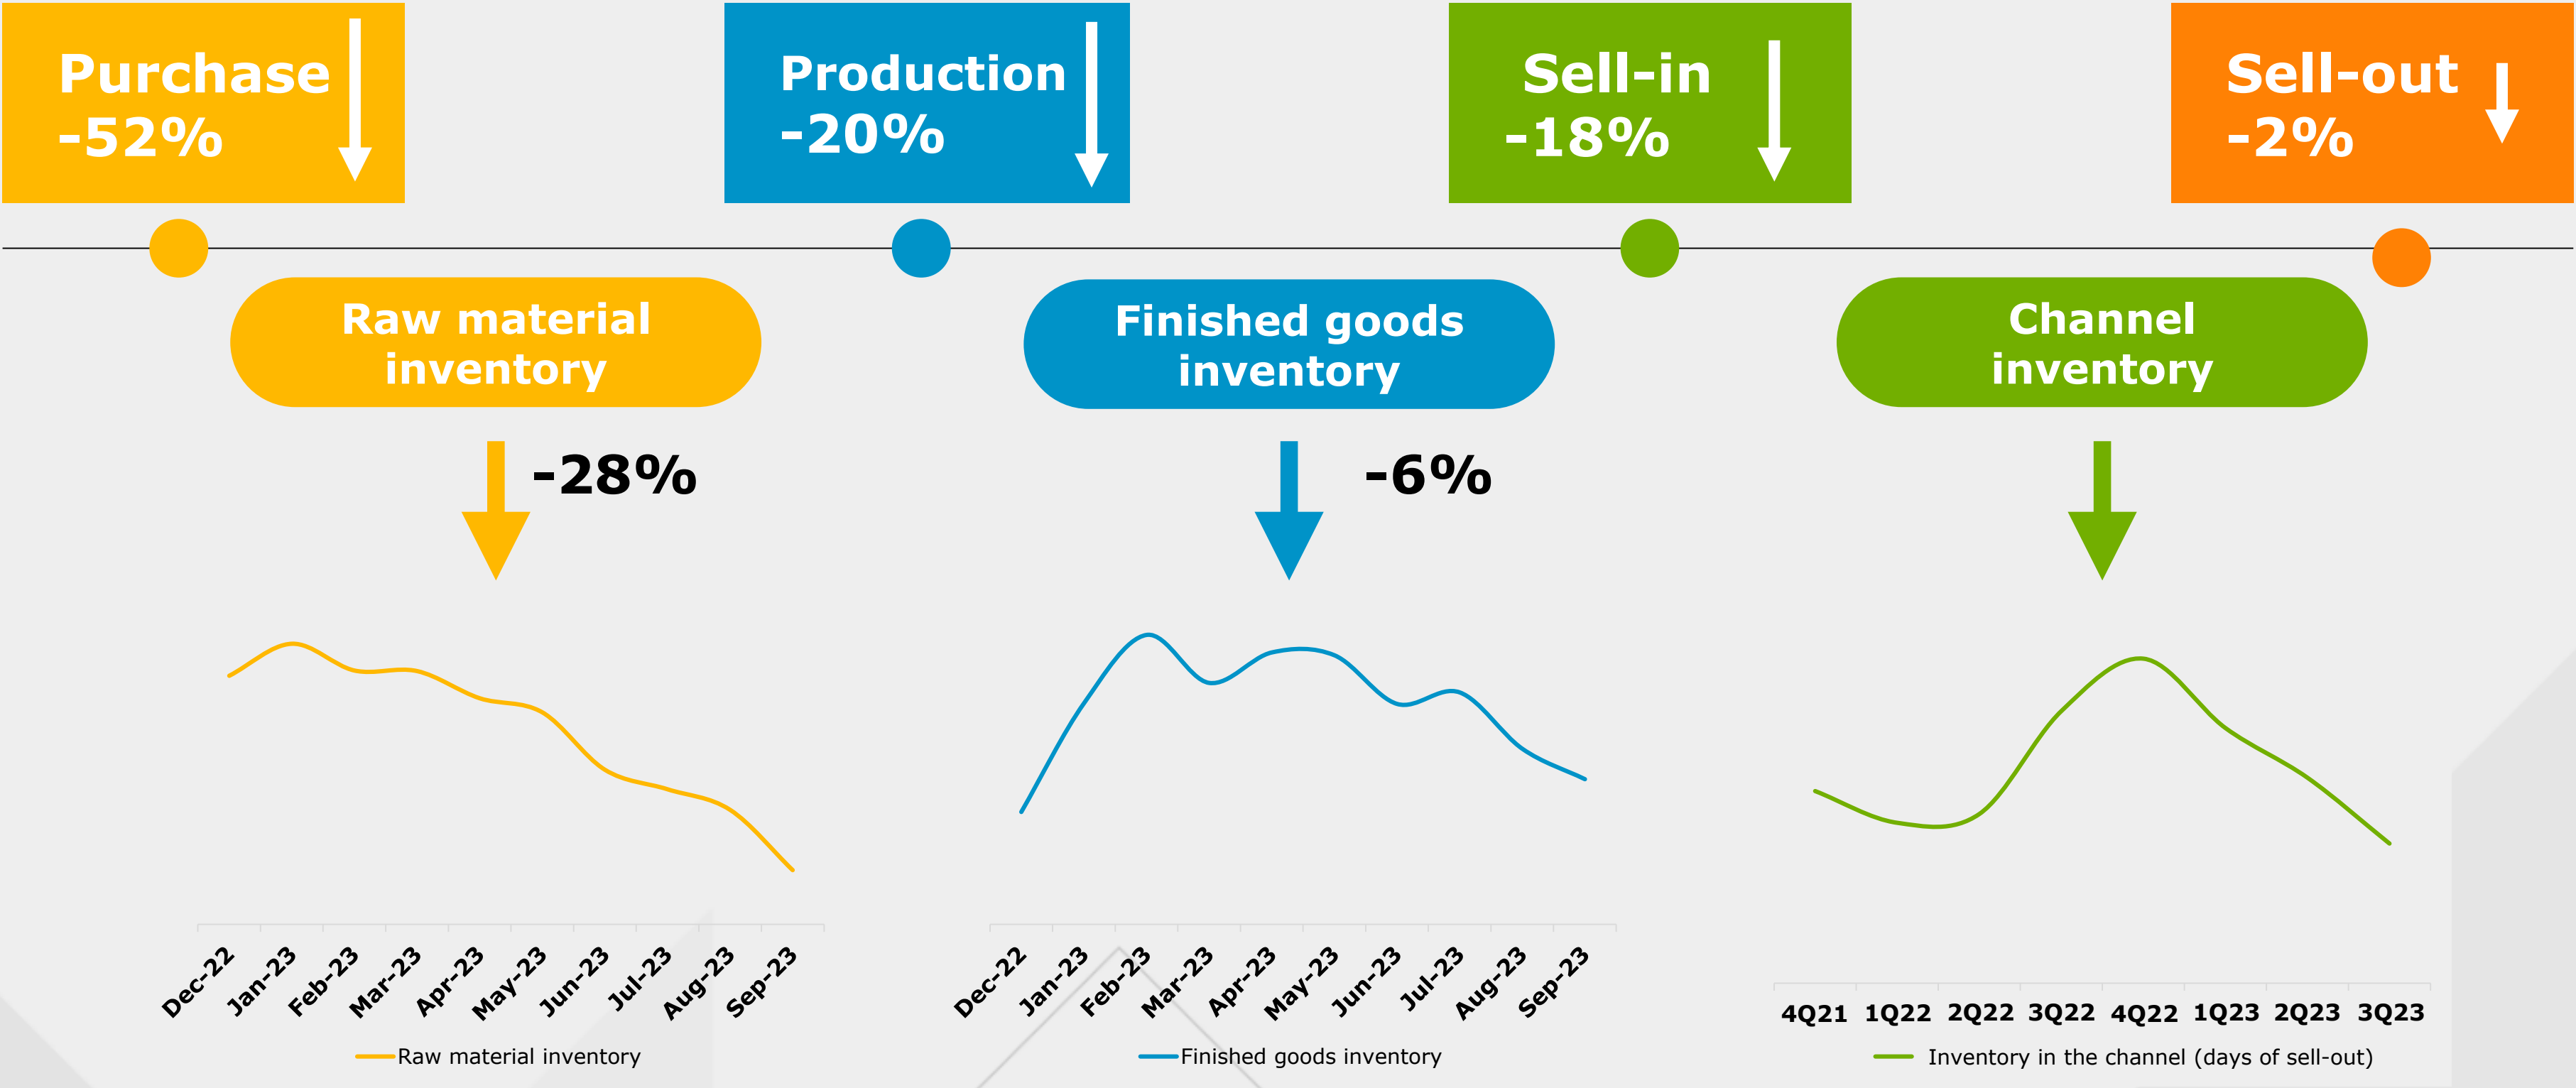 Purchase
-52%
Production
-20%
Sell-in
-18%
Sell-out
-2%
Raw material
inventory
Finished goods
inventory
Channel
inventory
-28%
-6%
Dec-22
Jan-23
Feb-23
Mar-23
Apr-23
May-23
Jun-23
Jul-23
Aug-23
Sep-23
Raw material inventory
Dec-22
Jan-23
Feb-23
Mar-23
Apr-23
May-23
Jun-23
Jul-23
Aug-23
Sep-23
Finished goods inventory
4Q21 1Q22 2Q22 3Q22 4Q22 1Q23 2Q23 3Q23
Inventory in the channel (days of sell-out)